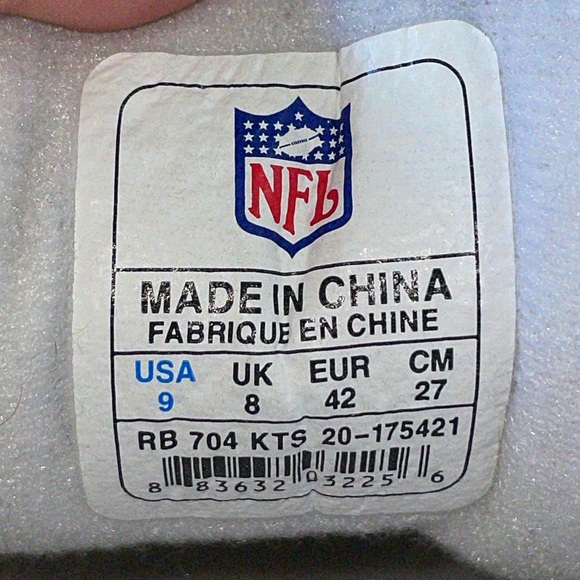 NFL
MADE IN CHINA
FABRIQUE EN CHINE
USA UK EUR CM
9 8 42 27
RB 704 KTS 20-175421
8 83632 03225 6